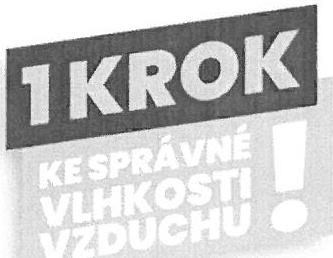 1 KROK
KE SPRÁVNÉ
VLHKOSTI
VZDUCHU !